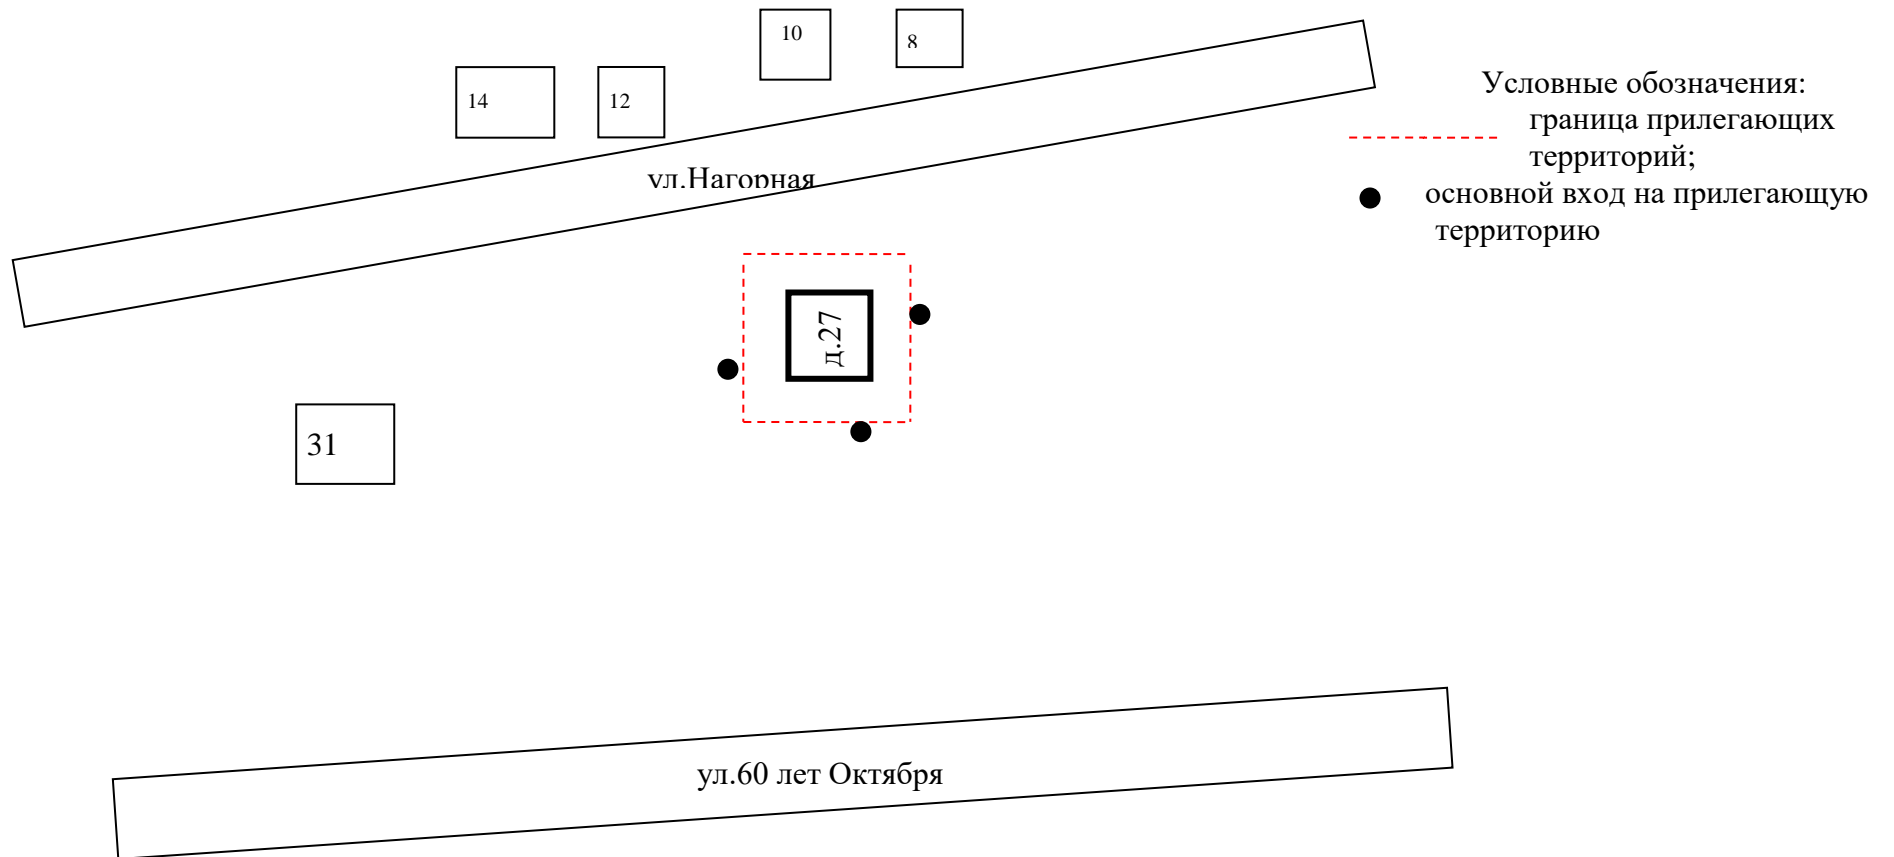 10
8
14
12
Условные обозначения:
граница прилегающих
территорий;
основной вход на прилегающую
территорию
ул.Нагорная
д.27
31
ул.60 лет Октября